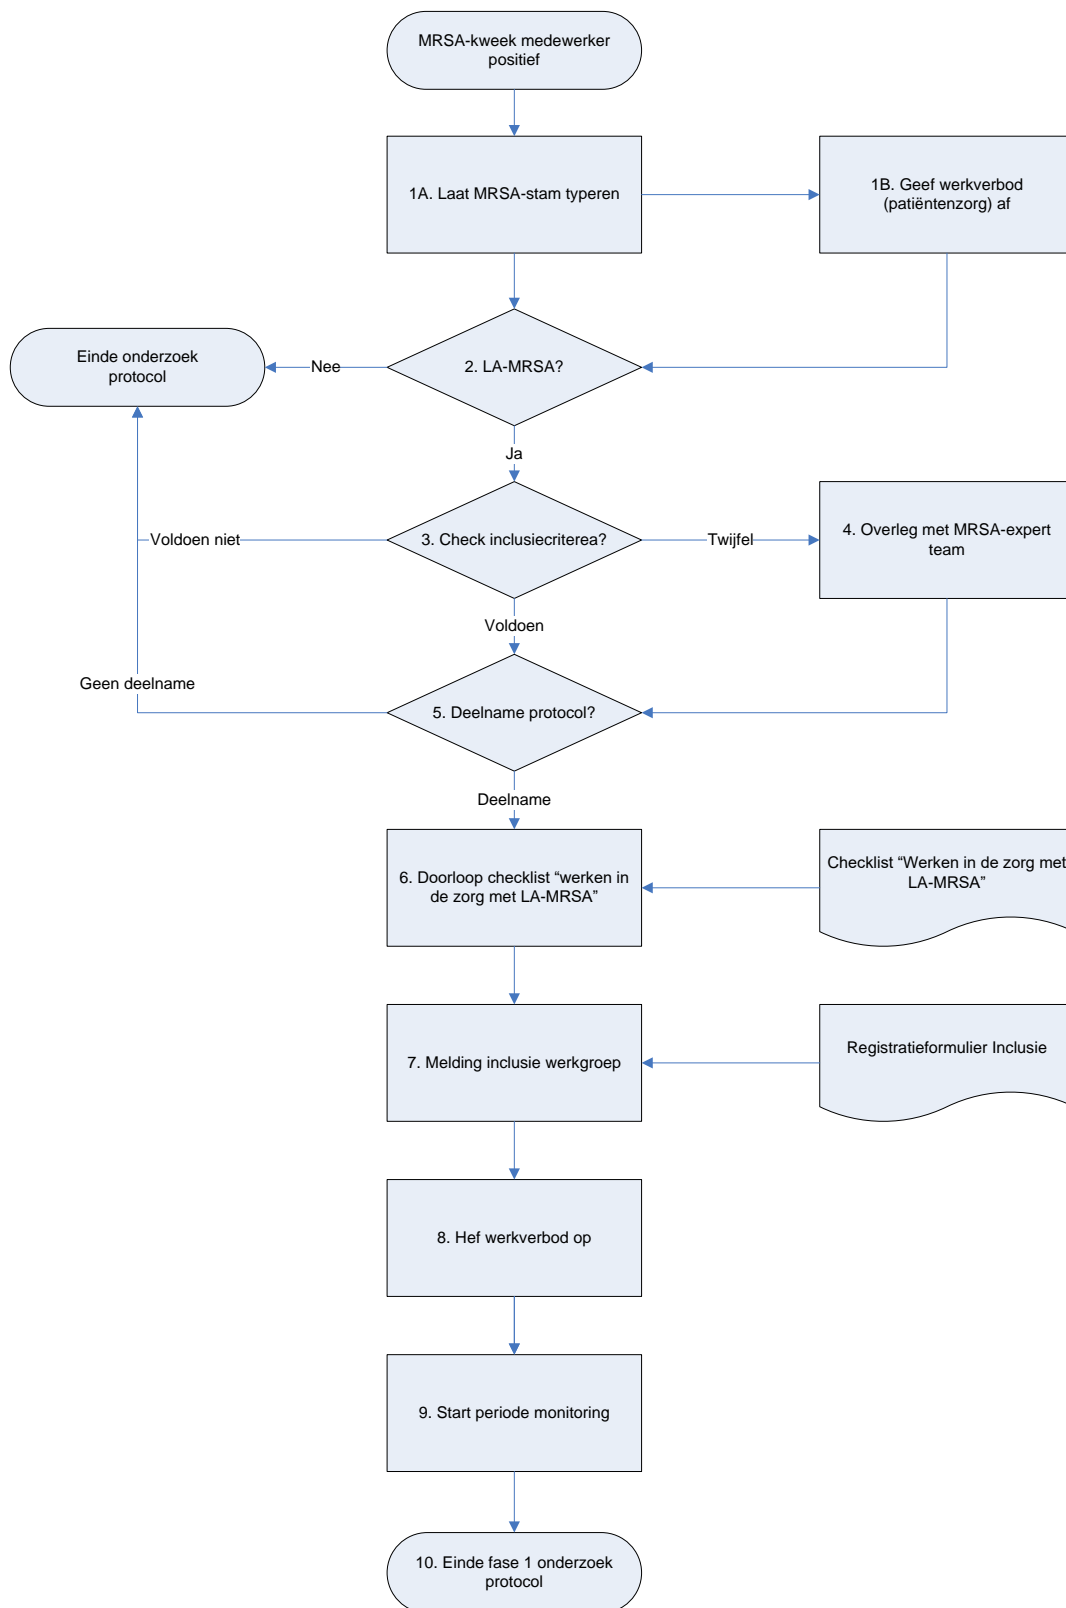 MRSA-kweek medewerker
positief
1A. Laat MRSA-stam typeren
1B. Geef werkverbod
(patiëntenzorg) af
Einde onderzoek
protocol
Nee
2. LA-MRSA?
Ja
Voldoen niet
3. Check inclusiecriterea?
Twijfel
4. Overleg met MRSA-expert
team
Voldoen
Geen deelname
5. Deelname protocol?
Deelname
6. Doorloop checklist “werken in
de zorg met LA-MRSA”
Checklist “Werken in de zorg met
LA-MRSA”
7. Melding inclusie werkgroep
Registratieformulier Inclusie
8. Hef werkverbod op
9. Start periode monitoring
10. Einde fase 1 onderzoek
protocol